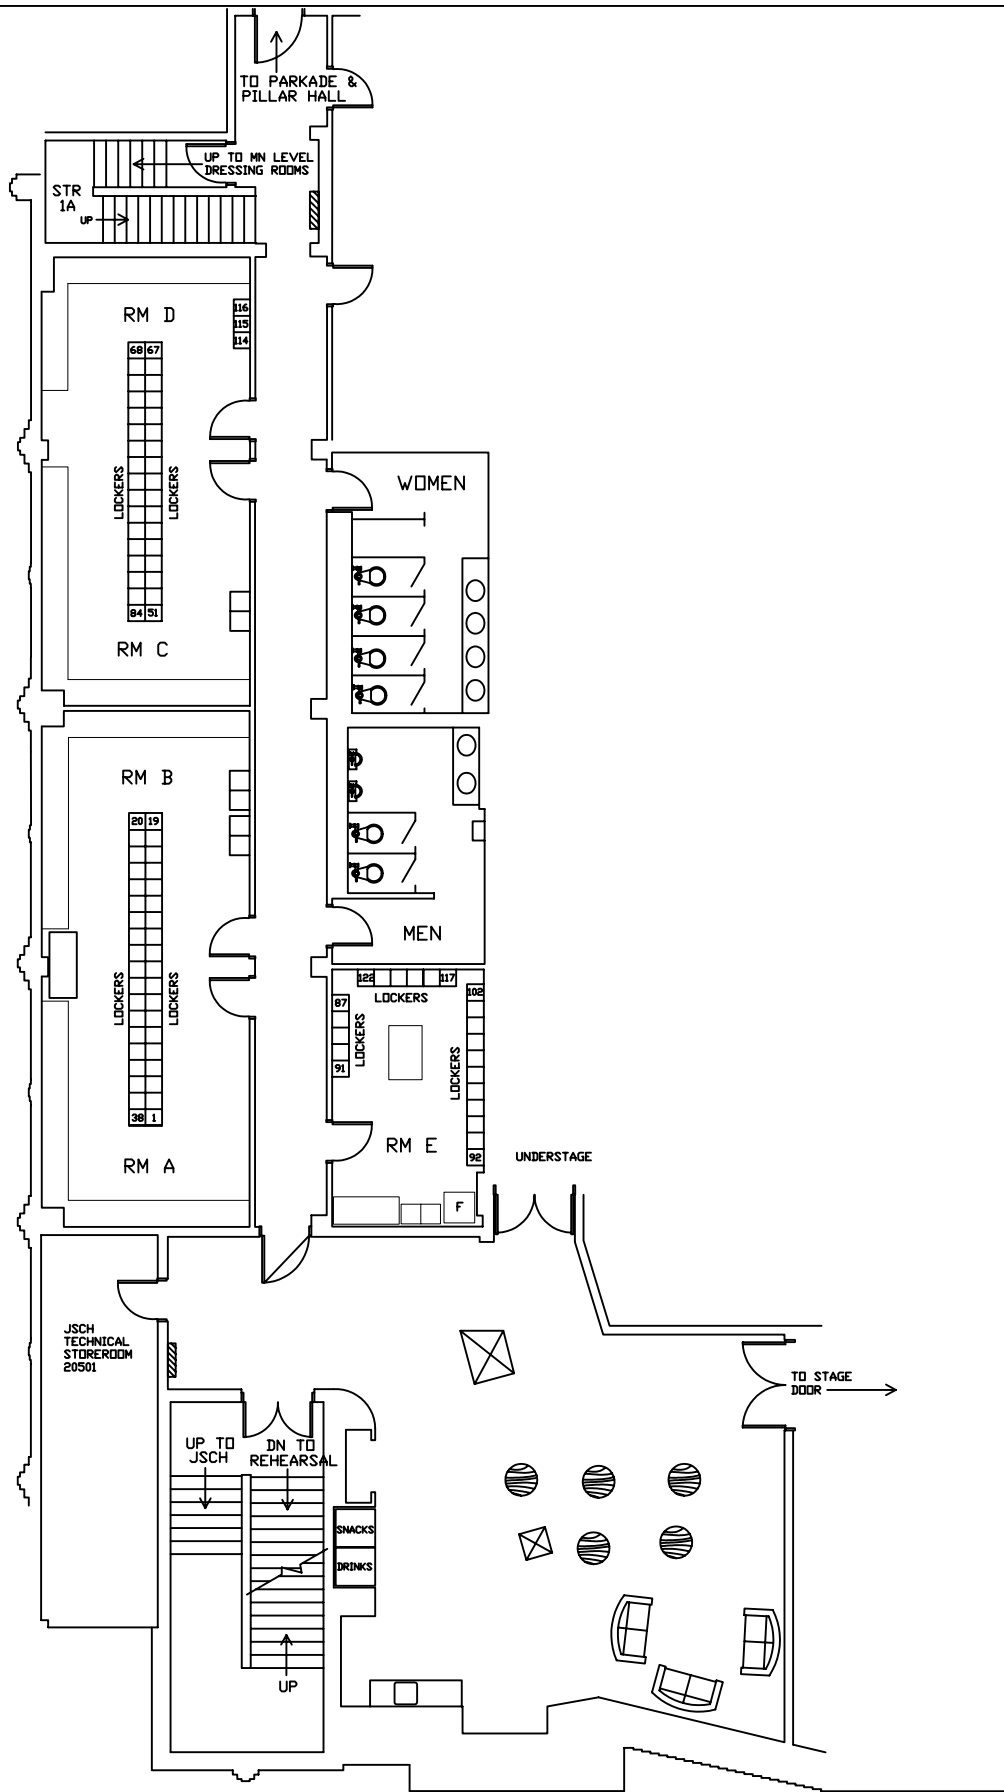 TO PARKADE &
PILLAR HALL
UP TO MN LEVEL
DRESSING ROOMS
STR
1A
UP
RM D
116
115
114
68 67
LOCKERS
LOCKERS
84 51
RM C
WOMEN
RM B
20 19
LOCKERS
LOCKERS
38 1
RM A
MEN
122
117
LOCKERS
87
LOCKERS
91
102
LOCKERS
92
RM E
F
UNDERSTAGE
JSCH
TECHNICAL
STOREROOM
20501
TO STAGE
DOOR
UP TO
JSCH
DN TO
REHEARSAL
SNACKS
DRINKS
UP